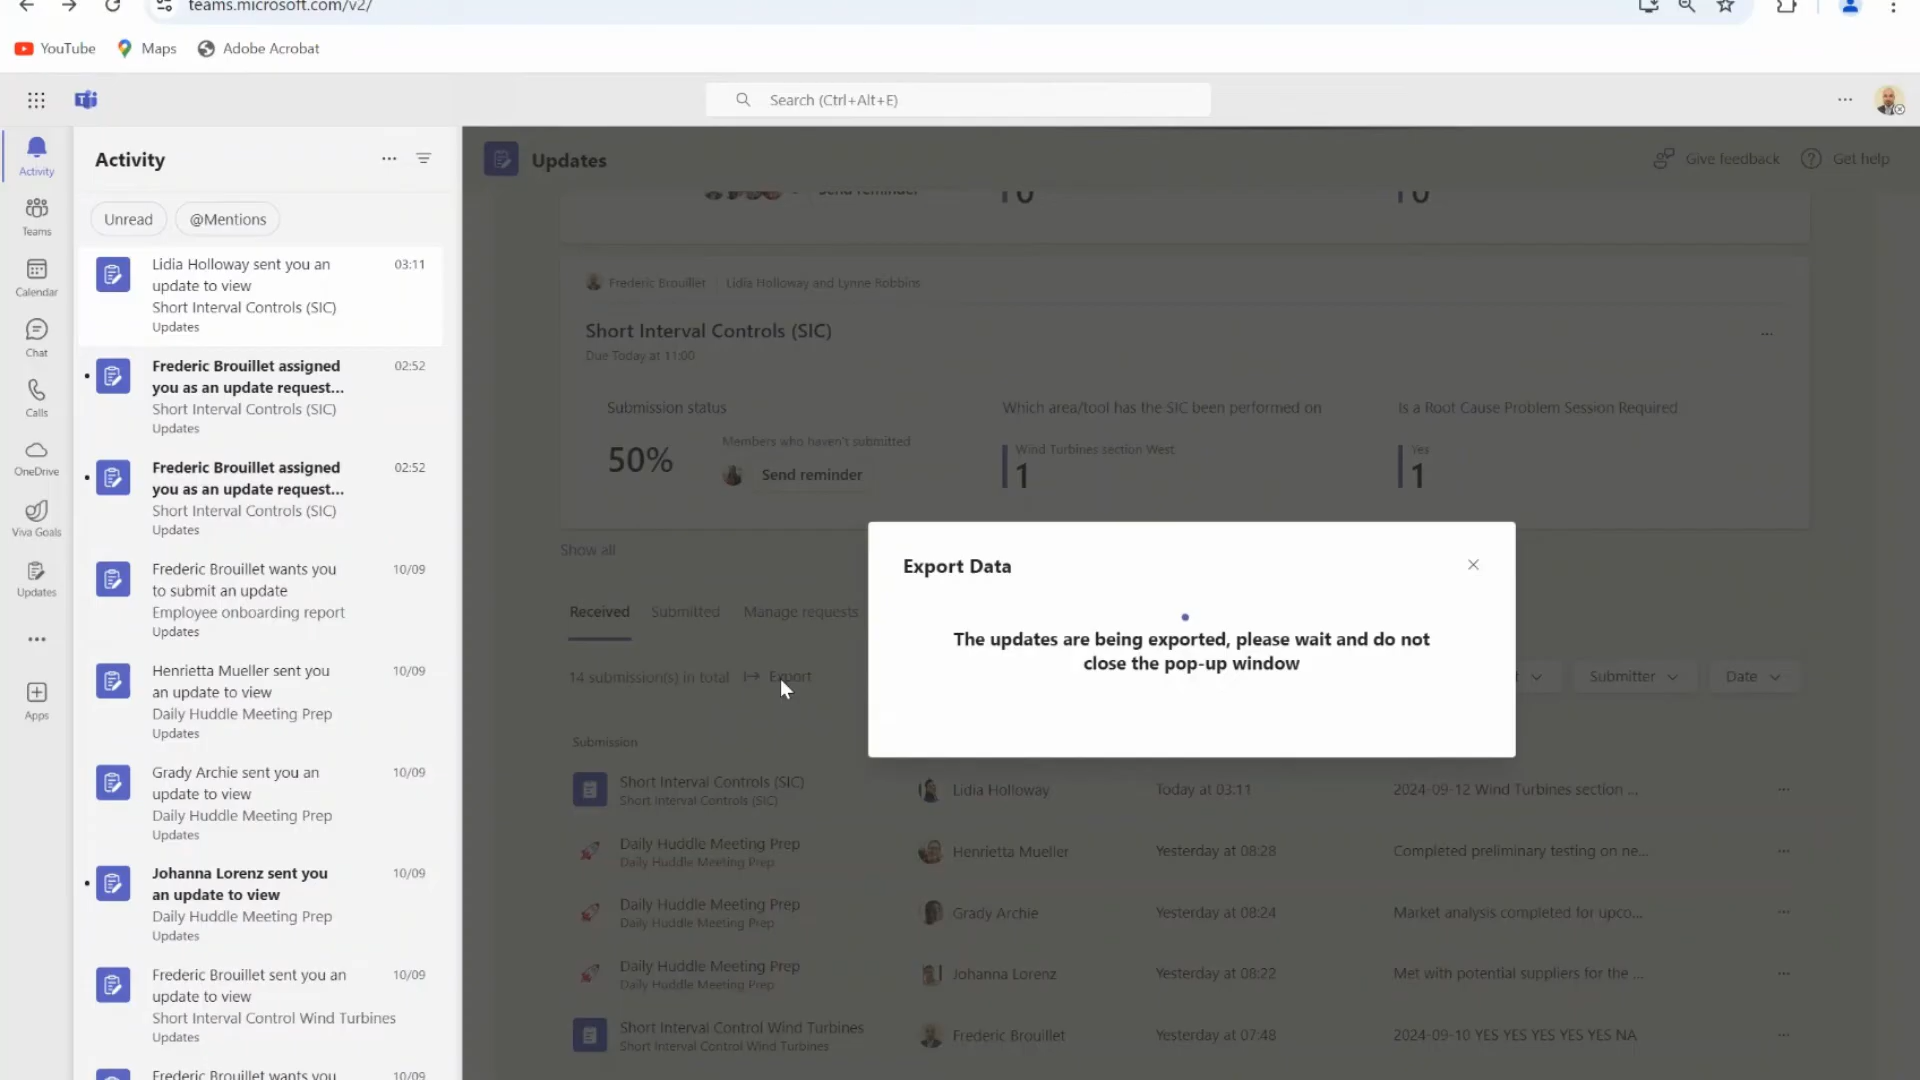 teams.microsoft.com/v2/
YouTube
Maps
Adobe Acrobat
Search (Ctrl+Alt+E)
Activity
Teams
Calendar
Chat
Calls
OneDrive
Viva Goals
Updates
Apps
Activity
Unread
@Mentions
Lidia Holloway sent you an 03:11
update to view
Short Interval Controls (SIC)
Updates
Frederic Brouillet assigned 02:52
you as an update request...
Short Interval Controls (SIC)
Updates
Frederic Brouillet assigned 02:52
you as an update request...
Short Interval Controls (SIC)
Updates
Frederic Brouillet wants you 10/09
to submit an update
Employee onboarding report
Updates
Henrietta Mueller sent you 10/09
an update to view
Daily Huddle Meeting Prep
Updates
Grady Archie sent you an 10/09
update to view
Daily Huddle Meeting Prep
Updates
Johanna Lorenz sent you 10/09
an update to view
Daily Huddle Meeting Prep
Updates
Frederic Brouillet sent you an 10/09
update to view
Short Interval Control Wind Turbines
Updates
Frederic Brouillet wants you 10/09
Updates
Give feedback
Get help
Send reminder
Frederic Brouillet | Lidia Holloway and Lynne Robbins
Short Interval Controls (SIC)
Due Today at 11:00
Submission status
50%
Members who haven't submitted
Send reminder
Which area/tool has the SIC been performed on
Wind Turbines section West
1
Is a Root Cause Problem Session Required
Yes
1
Show all
Received
Submitted
Manage requests
14 submission(s) in total
Export
Submitter
Date
Export Data
The updates are being exported, please wait and do not
close the pop-up window
Submission
Short Interval Controls (SIC)
Short Interval Controls (SIC)
Lidia Holloway
Today at 03:11
2024-09-12 Wind Turbines section ...
Daily Huddle Meeting Prep
Daily Huddle Meeting Prep
Henrietta Mueller
Yesterday at 08:28
Completed preliminary testing on ne...
Daily Huddle Meeting Prep
Daily Huddle Meeting Prep
Grady Archie
Yesterday at 08:24
Market analysis completed for upco...
Daily Huddle Meeting Prep
Daily Huddle Meeting Prep
Johanna Lorenz
Yesterday at 08:22
Met with potential suppliers for the ...
Short Interval Control Wind Turbines
Short Interval Control Wind Turbines
Frederic Brouillet
Yesterday at 07:48
2024-09-10 YES YES YES YES YES NA